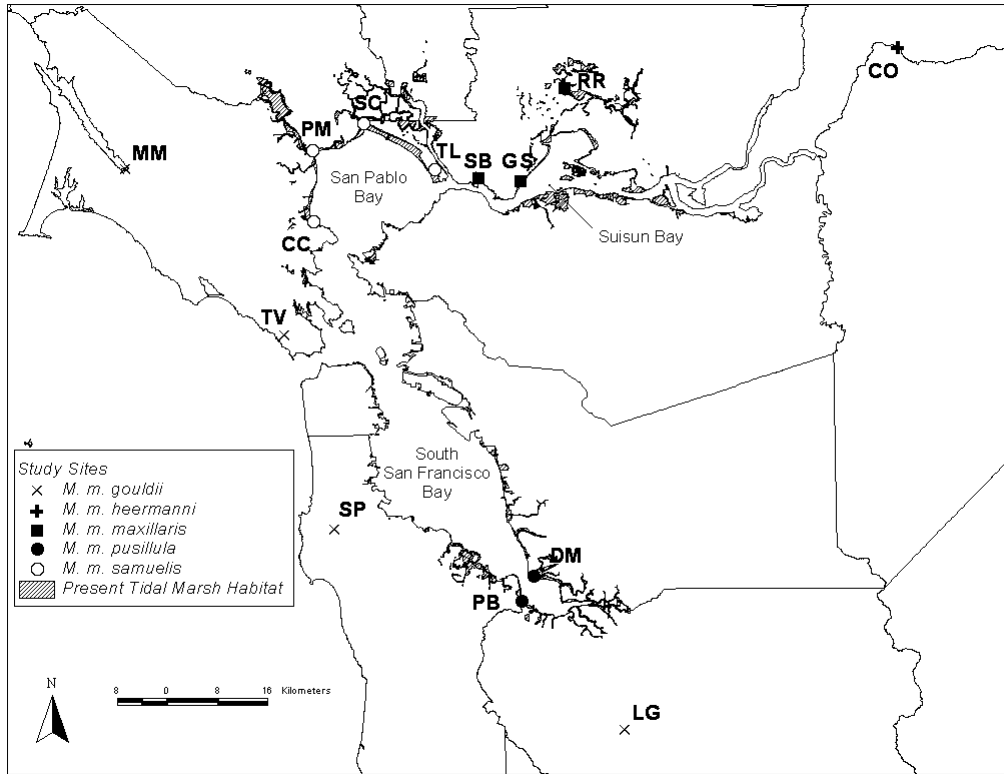 CO
RR
SC
PM
MM
TL
SB
GS
San Pablo
Bay
Suisun Bay
CC
TV
South
San Francisco
Bay
Study Sites
M. m. gouldii
M. m. heermanni
M. m. maxillaris
M. m. pusillula
M. m. samuelis
Present Tidal Marsh Habitat
SP
DM
PB
N
8 0 8 16 Kilometers
LG